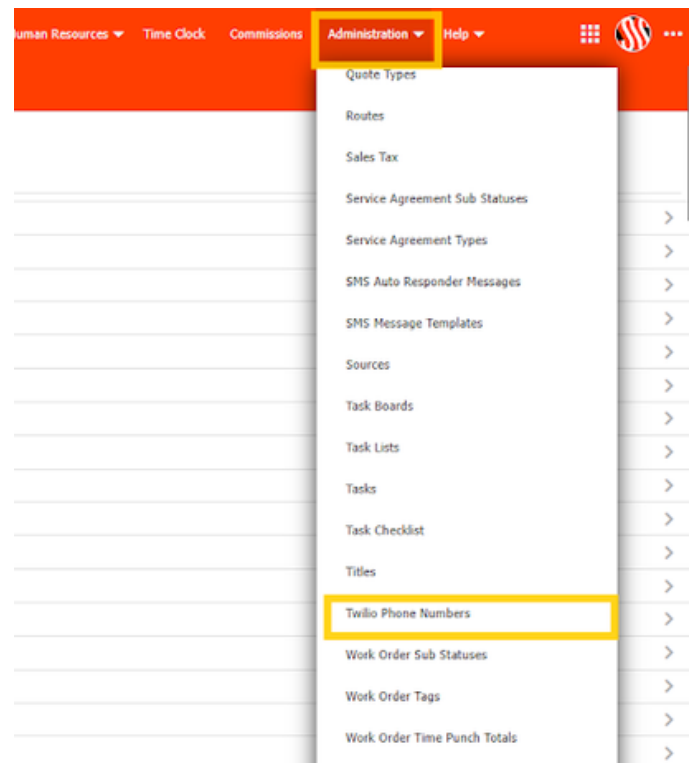 Human Resources Time Clock Commissions Administration Help
Quote Types
Routes
Sales Tax
Service Agreement Sub Statuses
Service Agreement Types
SMS Auto Responder Messages
SMS Message Templates
Sources
Task Boards
Task Lists
Tasks
Task Checklist
Titles
Twilio Phone Numbers
Work Order Sub Statuses
Work Order Tags
Work Order Time Punch Totals